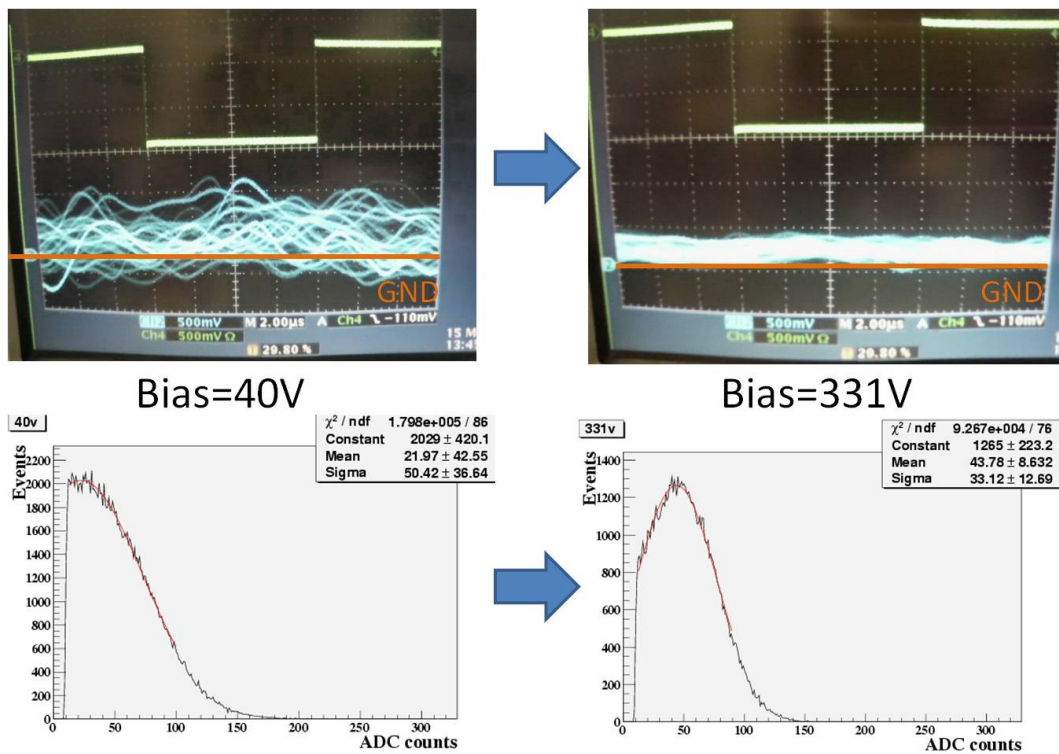 GND
500mV M 2.00µs A Ch4 -110mV
Ch4 500mV Ω
29.80 %
15 M
13:4
GND
500mV M 2.00µs A Ch4 -110mV
Ch4 500mV Ω
29.80 %
Bias=40V
Bias=331V
40v
χ² / ndf 1.798e+005 / 86
Constant 2029 ± 420.1
Mean 21.97 ± 42.55
Sigma 50.42 ± 36.64
Events
2200
2000
1800
1600
1400
1200
1000
800
600
400
200
0
0 50 100 150 200 250 300
ADC counts
331v
χ² / ndf 9.267e+004 / 76
Constant 1265 ± 223.2
Mean 43.78 ± 8.632
Sigma 33.12 ± 12.69
Events
1400
1200
1000
800
600
400
200
0
0 50 100 150 200 250 300
ADC counts